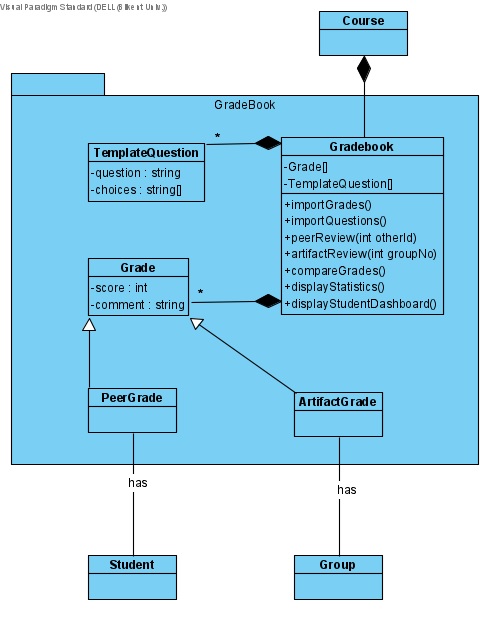 Visual Paradigm Standard (DELL (Bilkent Univ.))
Course
GradeBook
TemplateQuestion
-question : string
-choices : string[]
*
Gradebook
-Grade[]
-TemplateQuestion[]
+importGrades()
+importQuestions()
+peerReview(int otherId)
+artifactReview(int groupNo)
+compareGrades()
+displayStatistics()
+displayStudentDashboard()
Grade
-score : int
-comment : string
*
PeerGrade
ArtifactGrade
has
has
Student
Group